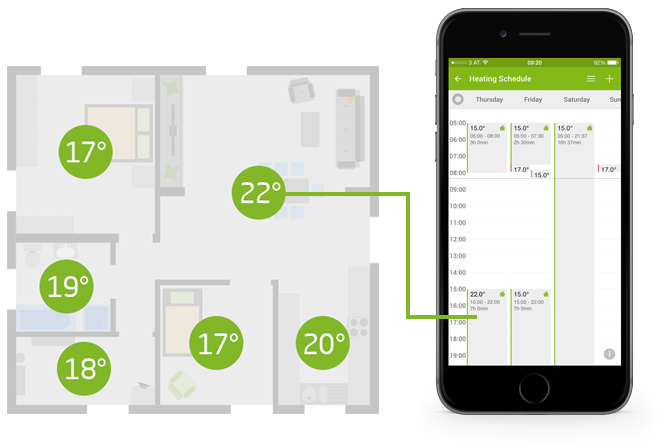 17°
22°
19°
18°
17°
20°
3 AT
09:20
92%
Heating Schedule
Thursday Friday Saturday Sun
05:00
06:00
07:00
08:00
09:00
10:00
11:00
12:00
13:00
14:00
15:00
16:00
17:00
18:00
19:00
15.0°
05:00 - 08:00
3h 0min
15.0°
05:00 - 07:30
2h 30min
17.0°
15.0°
15.0°
05:00 - 21:37
16h 37min
17.0°
22.0°
15:00 - 22:00
7h 0min
15.0°
15:00 - 22:00
7h 0min
i